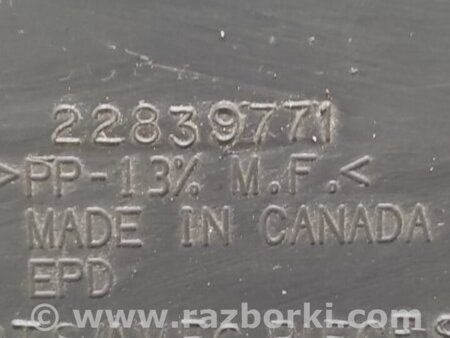 22839771
>PP-13% M.F.<
MADE IN CANADA
EPD
www.razborki.com